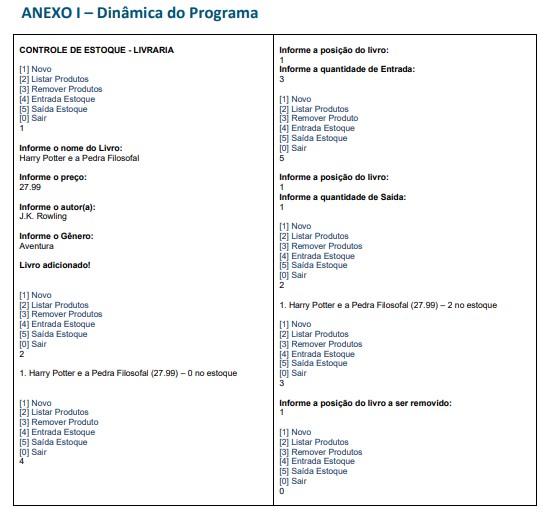 ANEXO I – Dinâmica do Programa
CONTROLE DE ESTOQUE - LIVRARIA
[1] Novo
[2] Listar Produtos
[3] Remover Produtos
[4] Entrada Estoque
[5] Saída Estoque
[0] Sair
1
Informe o nome do Livro:
Harry Potter e a Pedra Filosofal
Informe o preço:
27.99
Informe o autor(a):
J.K. Rowling
Informe o Gênero:
Aventura
Livro adicionado!
[1] Novo
[2] Listar Produtos
[3] Remover Produtos
[4] Entrada Estoque
[5] Saída Estoque
[0] Sair
2
1. Harry Potter e a Pedra Filosofal (27.99) – 0 no estoque
[1] Novo
[2] Listar Produtos
[3] Remover Produto
[4] Entrada Estoque
[5] Saída Estoque
[0] Sair
4
Informe a posição do livro:
1
Informe a quantidade de Entrada:
3
[1] Novo
[2] Listar Produtos
[3] Remover Produto
[4] Entrada Estoque
[5] Saída Estoque
[0] Sair
5
Informe a posição do livro:
1
Informe a quantidade de Saída:
1
[1] Novo
[2] Listar Produtos
[3] Remover Produtos
[4] Entrada Estoque
[5] Saída Estoque
[0] Sair
2
1. Harry Potter e a Pedra Filosofal (27.99) – 2 no estoque
[1] Novo
[2] Listar Produtos
[3] Remover Produtos
[4] Entrada Estoque
[5] Saída Estoque
[0] Sair
3
Informe a posição do livro a ser removido:
1
[1] Novo
[2] Listar Produtos
[3] Remover Produtos
[4] Entrada Estoque
[5] Saída Estoque
[0] Sair
0